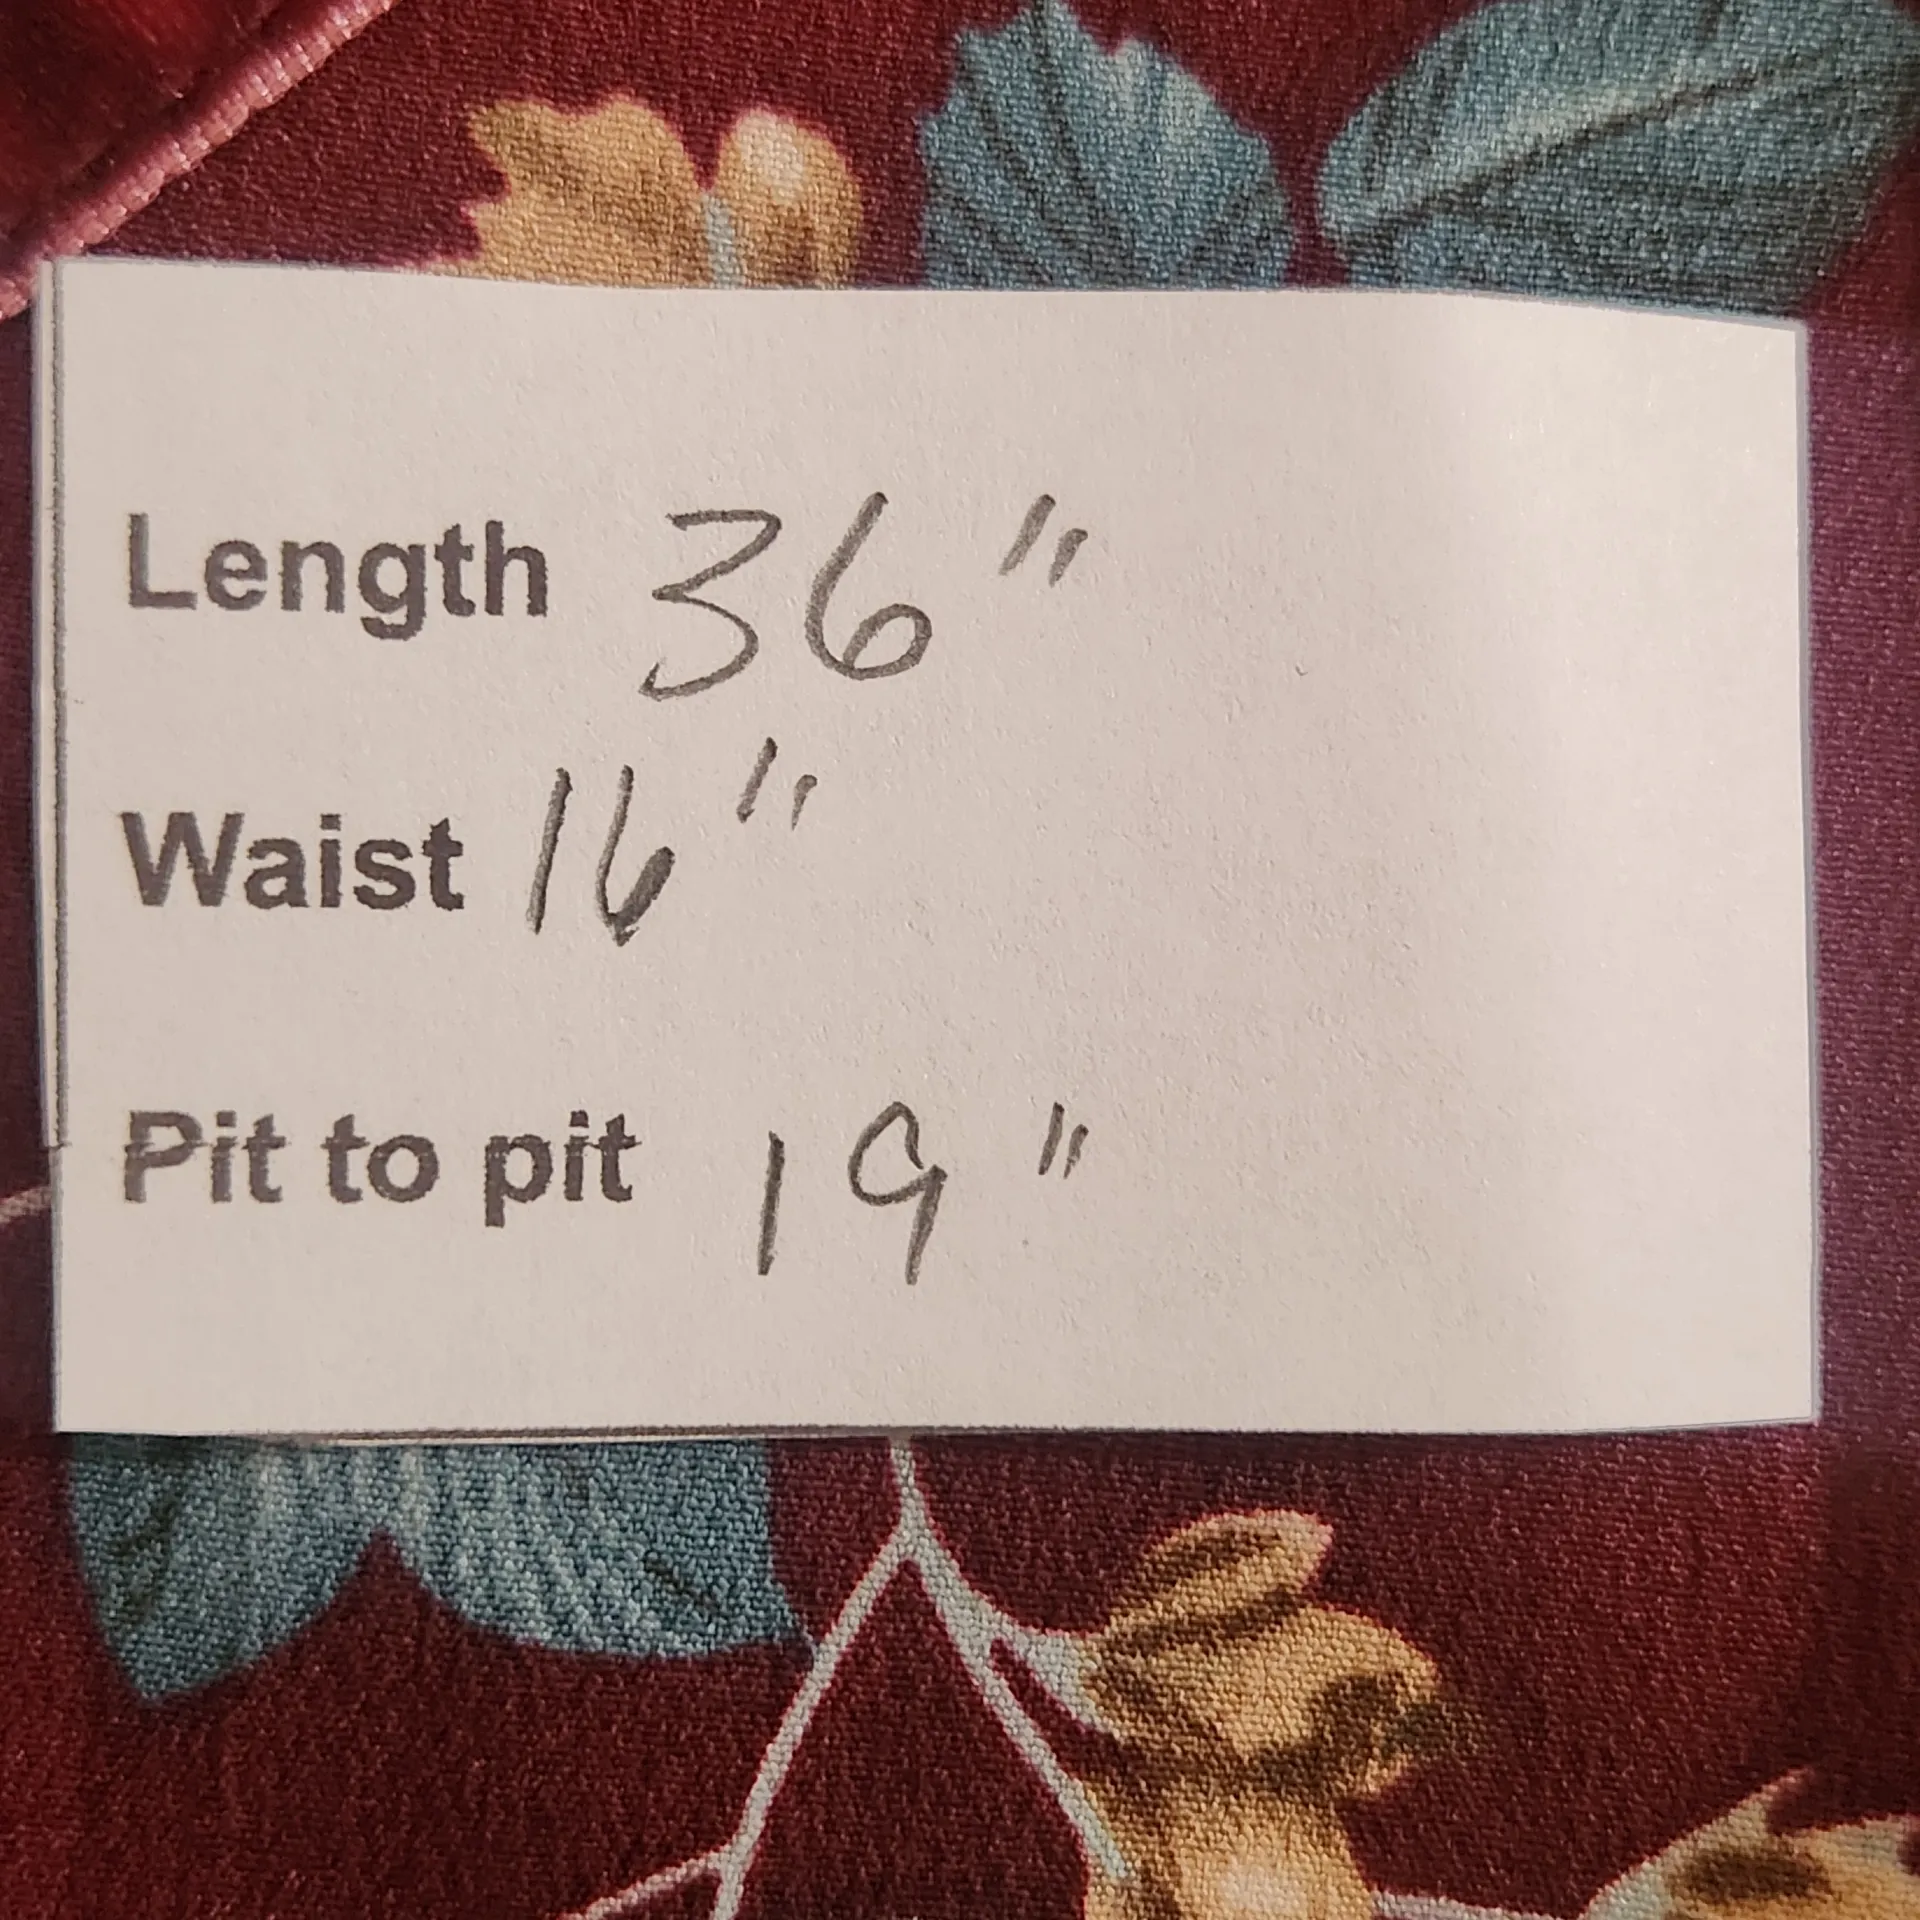 Length 36"
Waist 16"
Pit to pit 19"